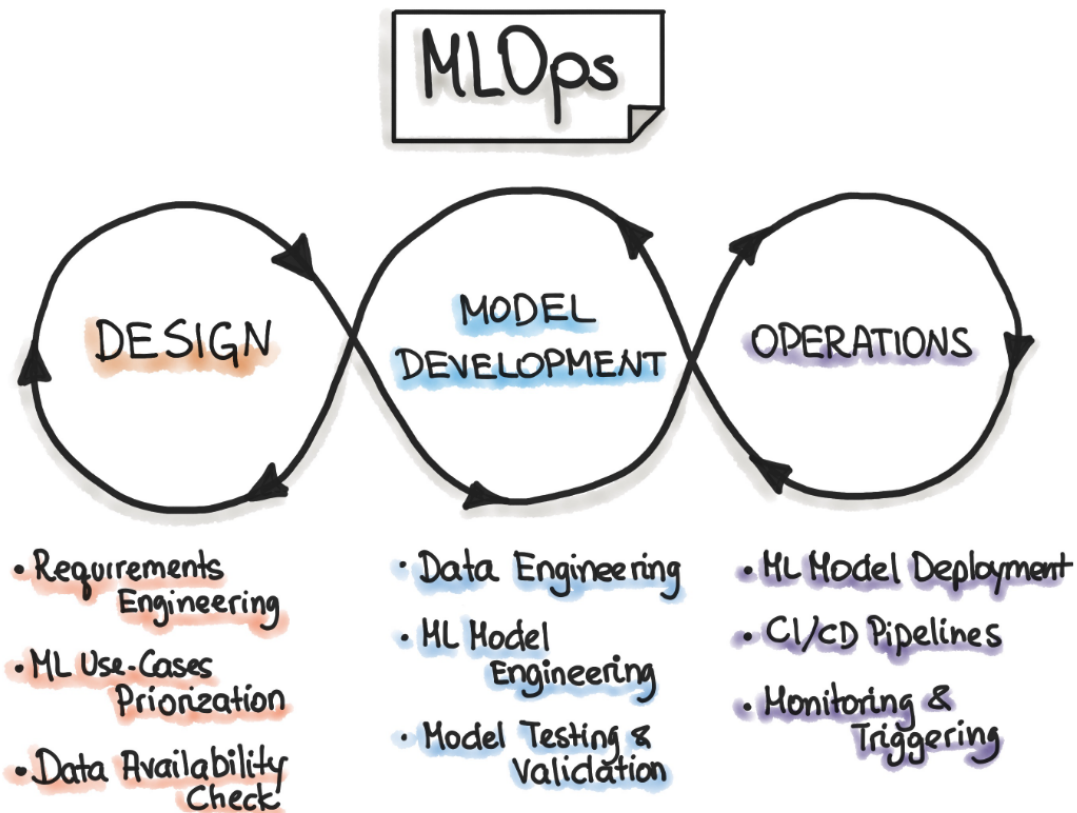 MLOps
DESIGN
MODEL
DEVELOPMENT
OPERATIONS
• Requirements
Engineering
• ML Use-Cases
Priorization
• Data Availability
Check
• Data Engineering
• ML Model
Engineering
• Model Testing &
Validation
• ML Model Deployment
• CI/CD Pipelines
• Monitoring &
Triggering